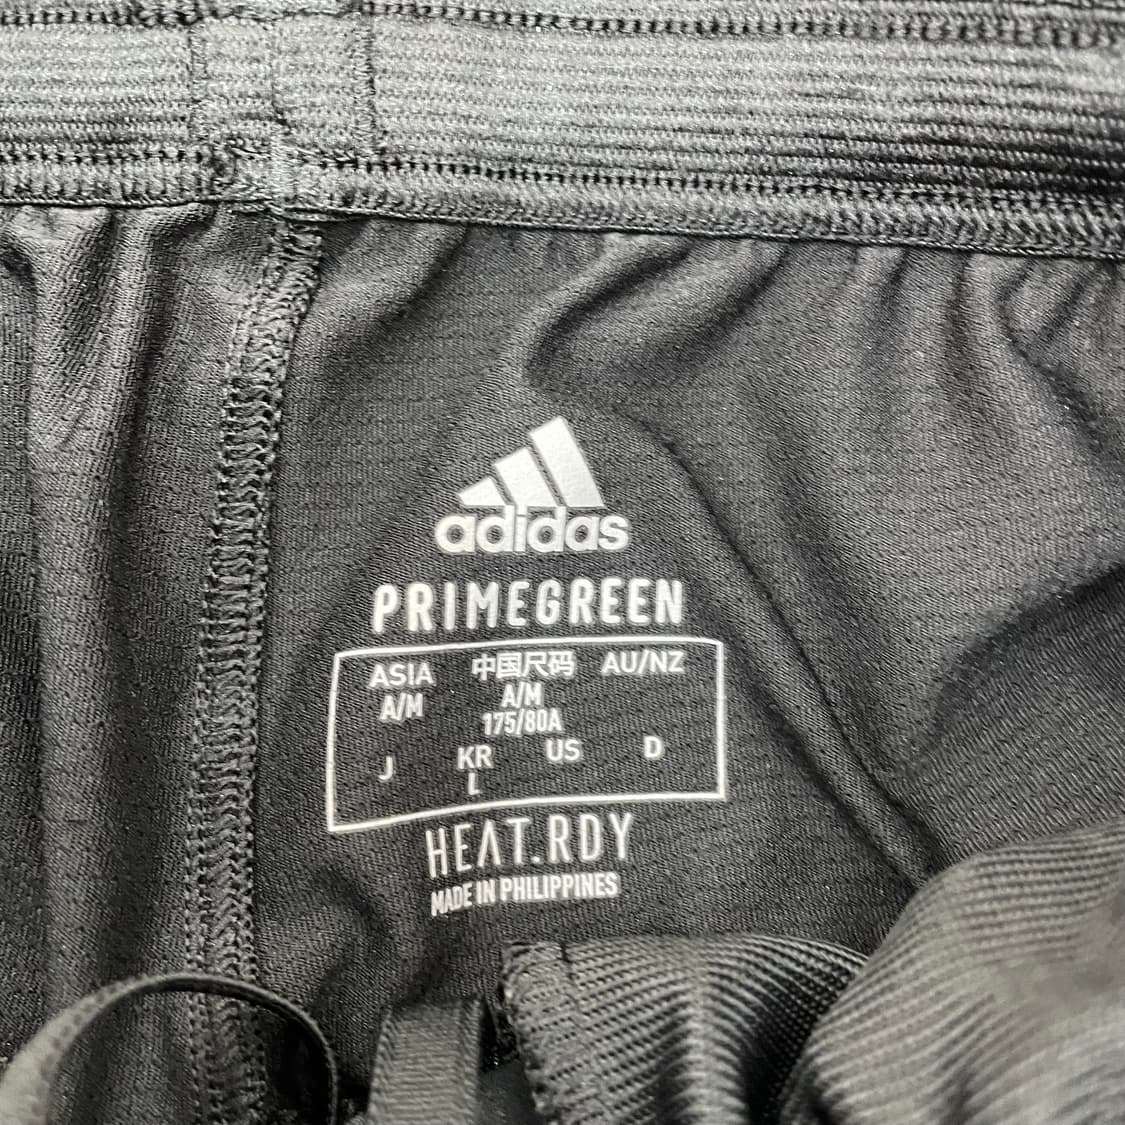 adidas
PRIMEGREEN
ASIA 中国尺码 AU/NZ
A/M A/M
175/80A
J KR US D
L
HEAT.RDY
MADE IN PHILIPPINES